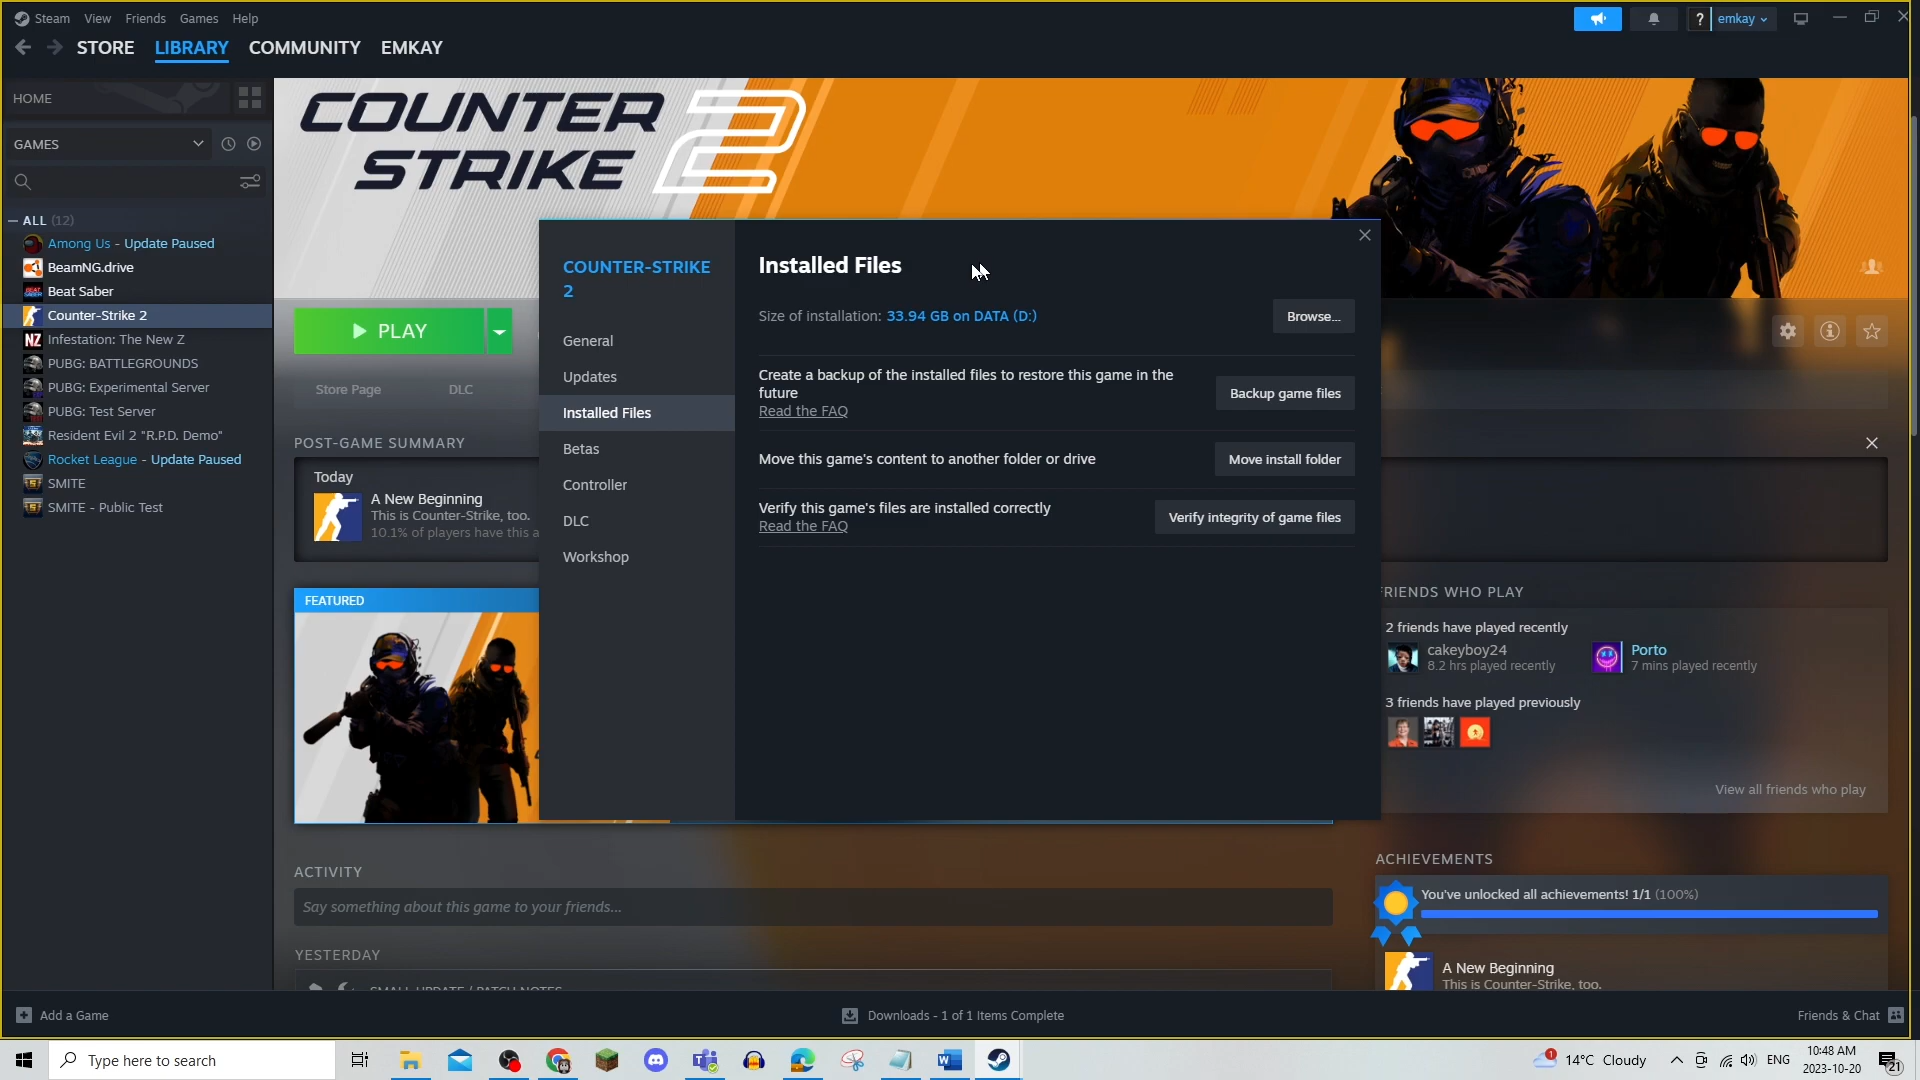 Steam View Friends Games Help
? emkay
STORE LIBRARY COMMUNITY EMKAY
HOME
GAMES
COUNTER
STRIKE 2
ALL (12)
Among Us - Update Paused
BeamNG.drive
Beat Saber
Counter-Strike 2
Infestation: The New Z
PUBG: BATTLEGROUNDS
PUBG: Experimental Server
PUBG: Test Server
Resident Evil 2 "R.P.D. Demo"
Rocket League - Update Paused
SMITE
SMITE - Public Test
PLAY
Store Page DLC
POST-GAME SUMMARY
Today
A New Beginning
This is Counter-Strike, too.
10.1% of players have this a
FEATURED
COUNTER-STRIKE
2
General
Updates
Installed Files
Betas
Controller
DLC
Workshop
Installed Files
Size of installation: 33.94 GB on DATA (D:)
Browse...
Create a backup of the installed files to restore this game in the
future
Read the FAQ
Backup game files
Move this game's content to another folder or drive
Move install folder
Verify this game's files are installed correctly
Read the FAQ
Verify integrity of game files
RIENDS WHO PLAY
2 friends have played recently
cakeyboy24
8.2 hrs played recently
Porto
7 mins played recently
3 friends have played previously
View all friends who play
ACTIVITY
Say something about this game to your friends...
YESTERDAY
SMALL UPDATE / PATCH NOTES
ACHIEVEMENTS
You've unlocked all achievements! 1/1 (100%)
A New Beginning
This is Counter-Strike, too.
Add a Game
Downloads - 1 of 1 Items Complete
Friends & Chat
Type here to search
1
14°C Cloudy
ENG
10:48 AM
2023-10-20
21